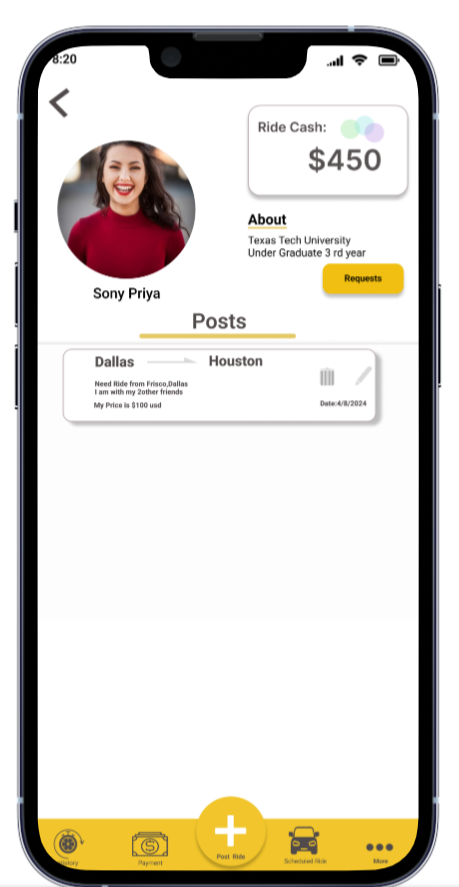 8:20
Ride Cash:
$450
About
Texas Tech University
Under Graduate 3 rd year
Requests
Sony Priya
Posts
Dallas
Houston
Need Ride from Frisco,Dallas
I am with my 2other friends
My Price is $100 usd
Date:4/8/2024
Payment
Post Ride
Scheduled Ride
More